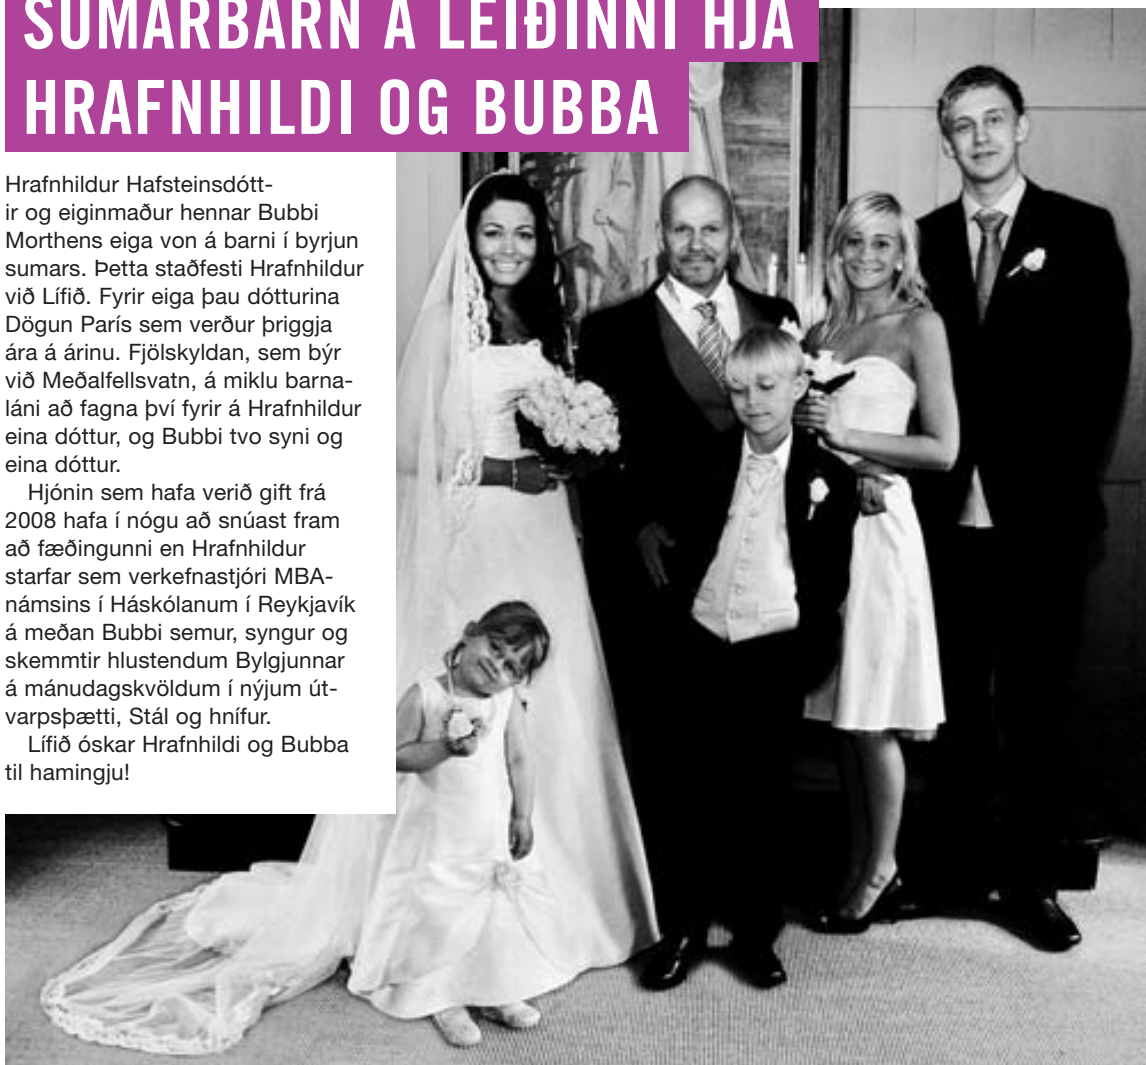 SUMARBARN Á LEIÐINNI HJÁ
HRAFNHILDI OG BUBBA
Hrafnhildur Hafsteinsdótt-
ir og eiginmaður hennar Bubbi
Morthens eiga von á barni í byrjun
sumars. Þetta staðfesti Hrafnhildur
við Lífið. Fyrir eiga þau dótturina
Dögun París sem verður þriggja
ára á árinu. Fjölskyldan, sem býr
við Meðalfellsvatn, á miklu barna-
láni að fagna því fyrir á Hrafnhildur
eina dóttur, og Bubbi tvo syni og
eina dóttur.
Hjónin sem hafa verið gift frá
2008 hafa í nógu að snúast fram
að fæðingunni en Hrafnhildur
starfar sem verkefnastjóri MBA-
námsins í Háskólanum í Reykjavík
á meðan Bubbi semur, syngur og
skemmtir hlustendum Bylgjunnar
á mánudagskvöldum í nýjum út-
varpsþætti, Stál og hnífur.
Lífið óskar Hrafnhildi og Bubba
til hamingju!